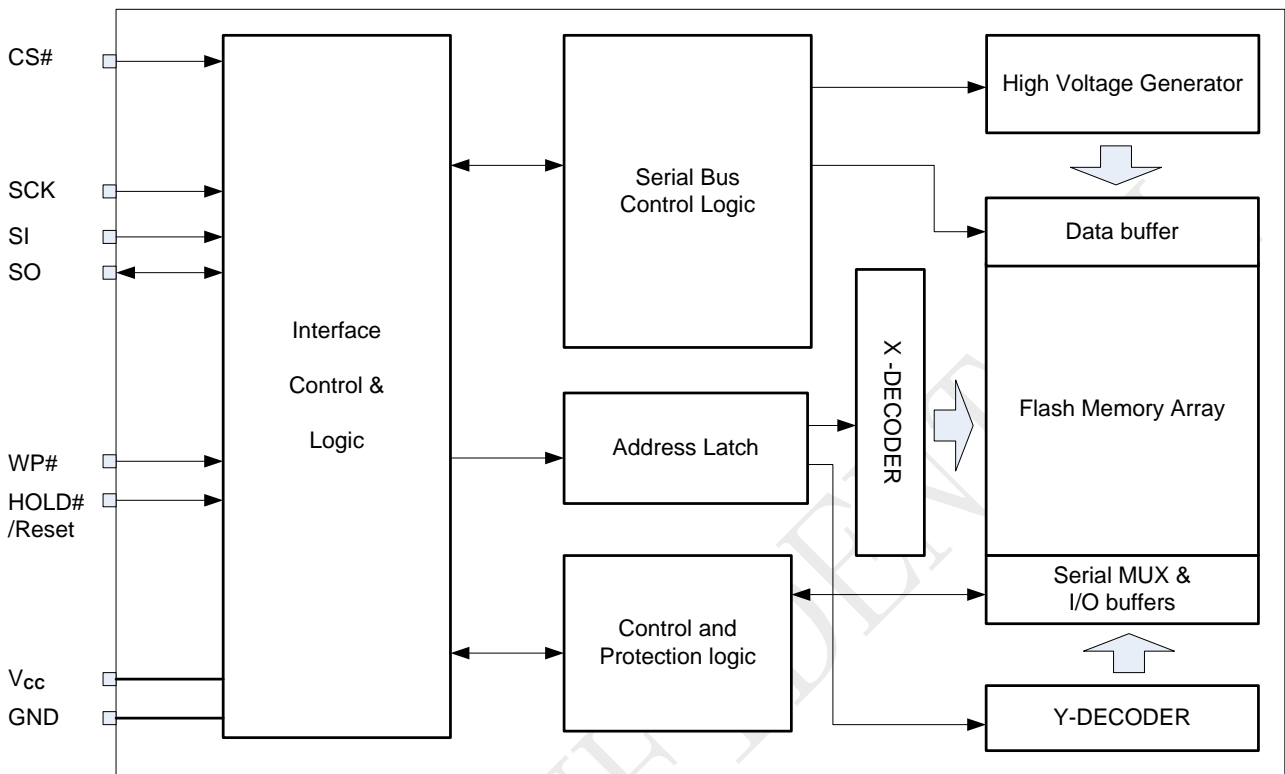 CS#
SCK
SI
SO
WP#
HOLD#
/Reset
Vcc
GND
Interface
Control &
Logic
Serial Bus
Control Logic
Address Latch
Control and
Protection logic
X -DECODER
High Voltage Generator
Data buffer
Flash Memory Array
Serial MUX &
I/O buffers
Y-DECODER